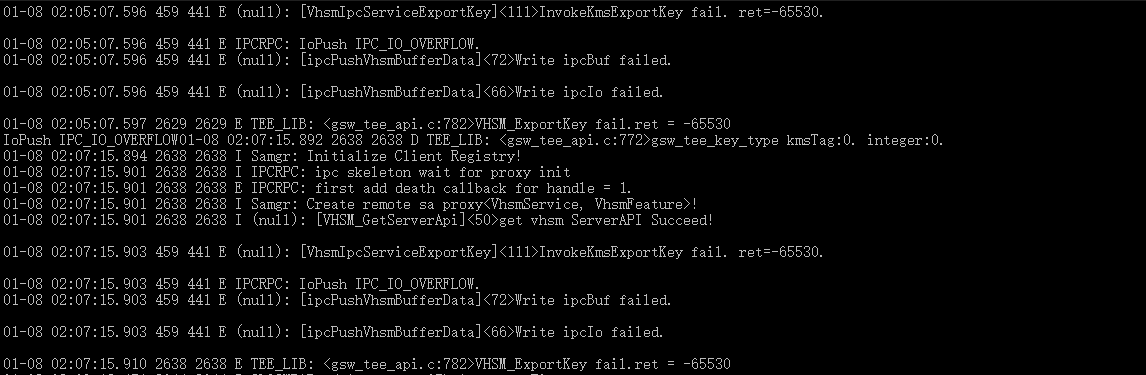 01-08 02:05:07.596 459 441 E (null): [VhsmIpcServiceExportKey]<111>InvokeKmsExportKey fail. ret=-65530.
01-08 02:05:07.596 459 441 E IPCRPC: IoPush IPC_IO_OVERFLOW.
01-08 02:05:07.596 459 441 E (null): [ipcPushVhsmBufferData]<72>Write ipcBuf failed.
01-08 02:05:07.596 459 441 E (null): [ipcPushVhsmBufferData]<66>Write ipcIo failed.
01-08 02:05:07.597 2629 2629 E TEE_LIB: <gsw_tee_api.c:782>VHSM_ExportKey fail.ret = -65530
IoPush IPC_IO_OVERFLOW01-08 02:07:15.892 2638 2638 D TEE_LIB: <gsw_tee_api.c:772>gsw_tee_key_type kmsTag:0. integer:0.
01-08 02:07:15.894 2638 2638 I Samgr: Initialize Client Registry!
01-08 02:07:15.901 2638 2638 I IPCRPC: ipc skeleton wait for proxy init
01-08 02:07:15.901 2638 2638 E IPCRPC: first add death callback for handle = 1.
01-08 02:07:15.901 2638 2638 I Samgr: Create remote sa proxy<VhsmService, VhsmFeature>!
01-08 02:07:15.901 2638 2638 I (null): [VHSM_GetServerApi]<50>get vhsm ServerAPI Succeed!
01-08 02:07:15.903 459 441 E (null): [VhsmIpcServiceExportKey]<111>InvokeKmsExportKey fail. ret=-65530.
01-08 02:07:15.903 459 441 E IPCRPC: IoPush IPC_IO_OVERFLOW.
01-08 02:07:15.903 459 441 E (null): [ipcPushVhsmBufferData]<72>Write ipcBuf failed.
01-08 02:07:15.903 459 441 E (null): [ipcPushVhsmBufferData]<66>Write ipcIo failed.
01-08 02:07:15.910 2638 2638 E TEE_LIB: <gsw_tee_api.c:782>VHSM_ExportKey fail.ret = -65530